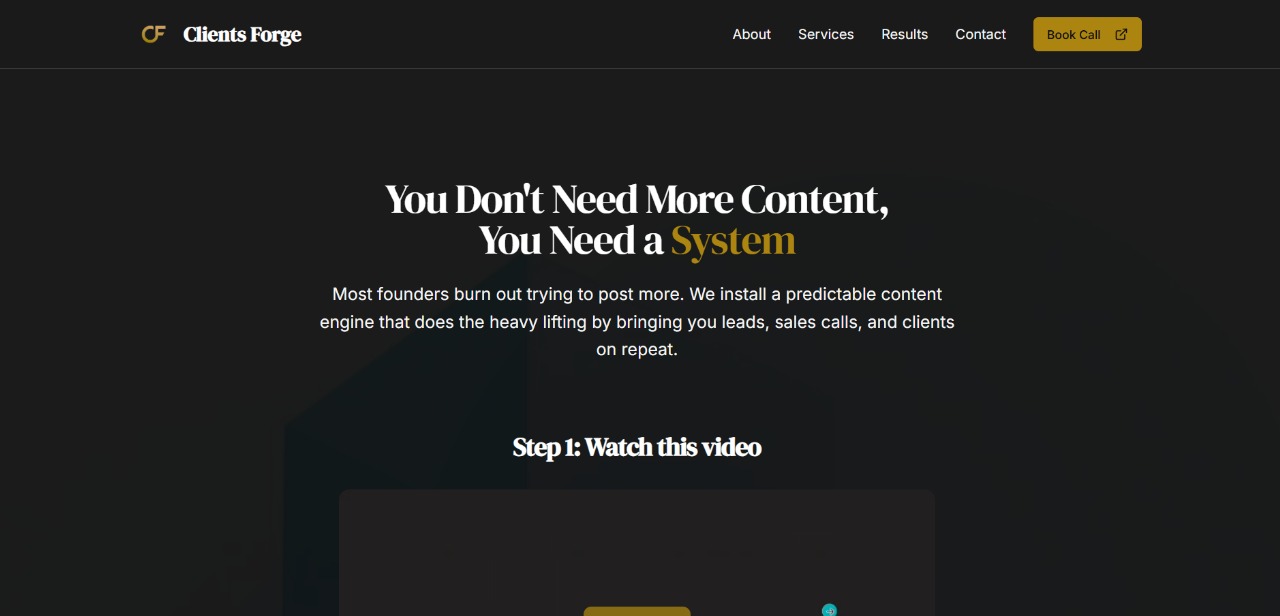 CF Clients Forge
About Services Results Contact Book Call
You Don't Need More Content,
You Need a System
Most founders burn out trying to post more. We install a predictable content
engine that does the heavy lifting by bringing you leads, sales calls, and clients
on repeat.
Step 1: Watch this video